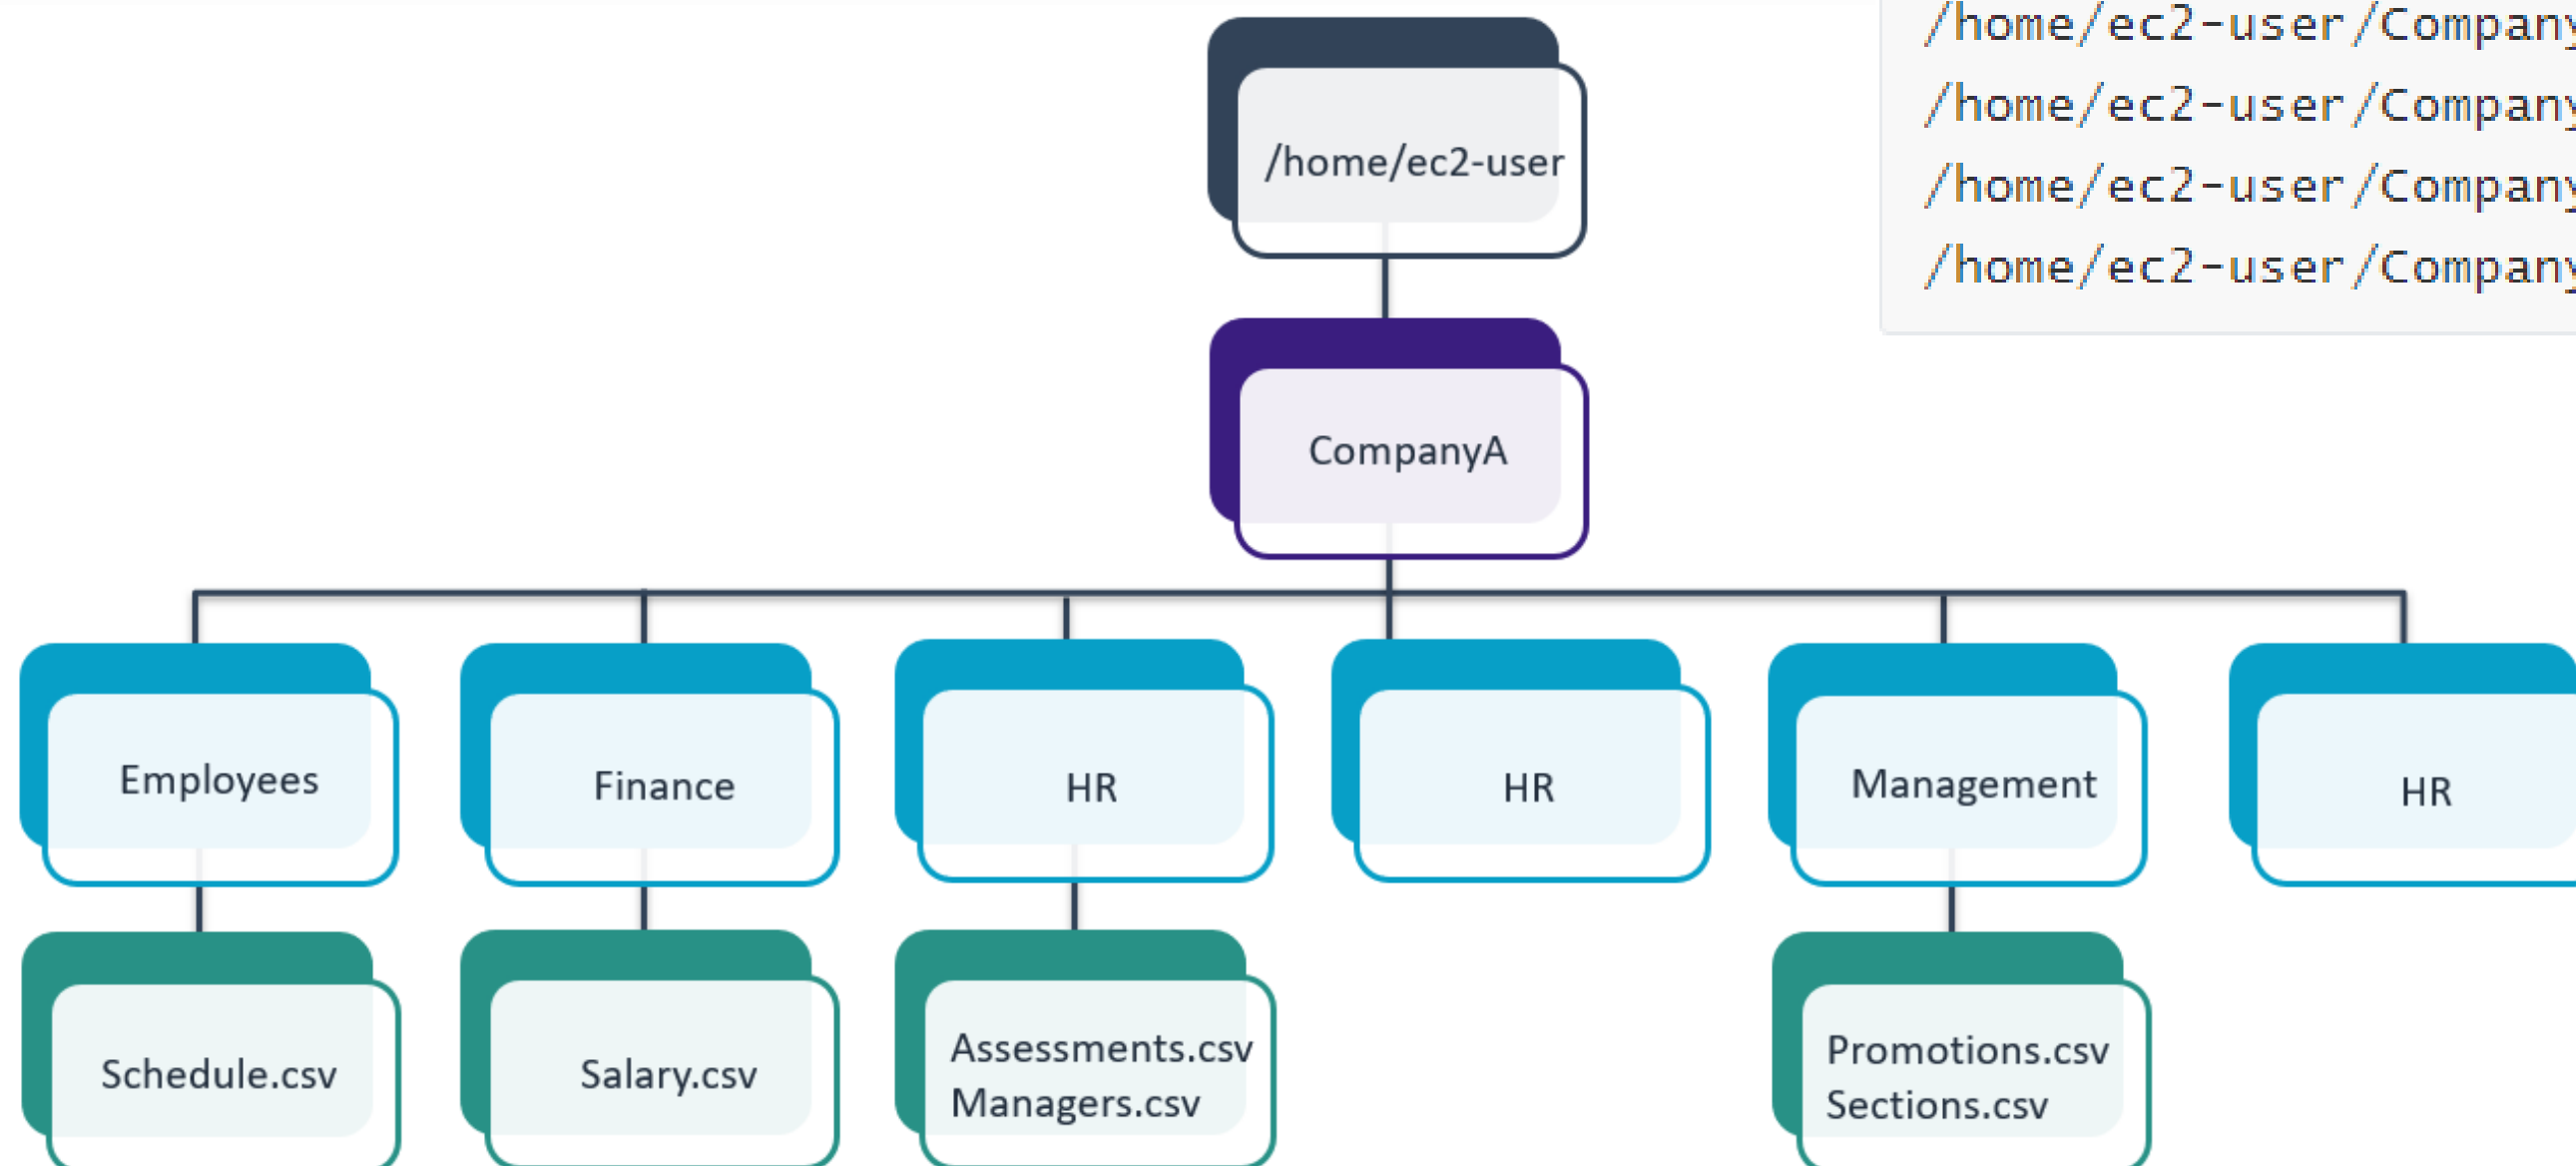 /home/ec2-user/Company
/home/ec2-user/Company
/home/ec2-user/Company
/home/ec2-user/Company
/home/ec2-user
CompanyA
Employees
Finance
HR
HR
Management
HR
Schedule.csv
Salary.csv
Assessments.csv
Managers.csv
Promotions.csv
Sections.csv